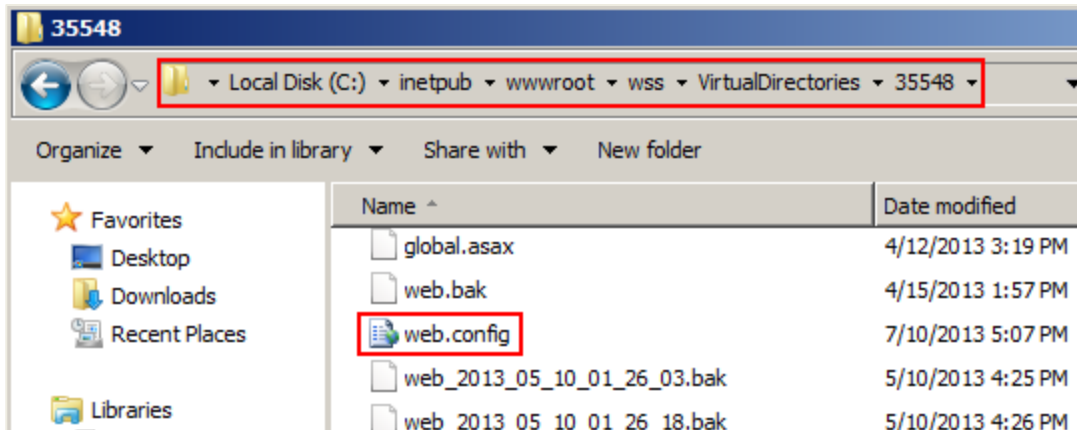 35548
Local Disk (C:) inetpub wwwroot wss VirtualDirectories 35548
Organize Include in library Share with New folder
Favorites
Desktop
Downloads
Recent Places
Libraries
Name Date modified
global.asax 4/12/2013 3:19 PM
web.bak 4/15/2013 1:57 PM
web.config 7/10/2013 5:07 PM
web_2013_05_10_01_26_03.bak 5/10/2013 4:25 PM
web_2013_05_10_01_26_18.bak 5/10/2013 4:26 PM